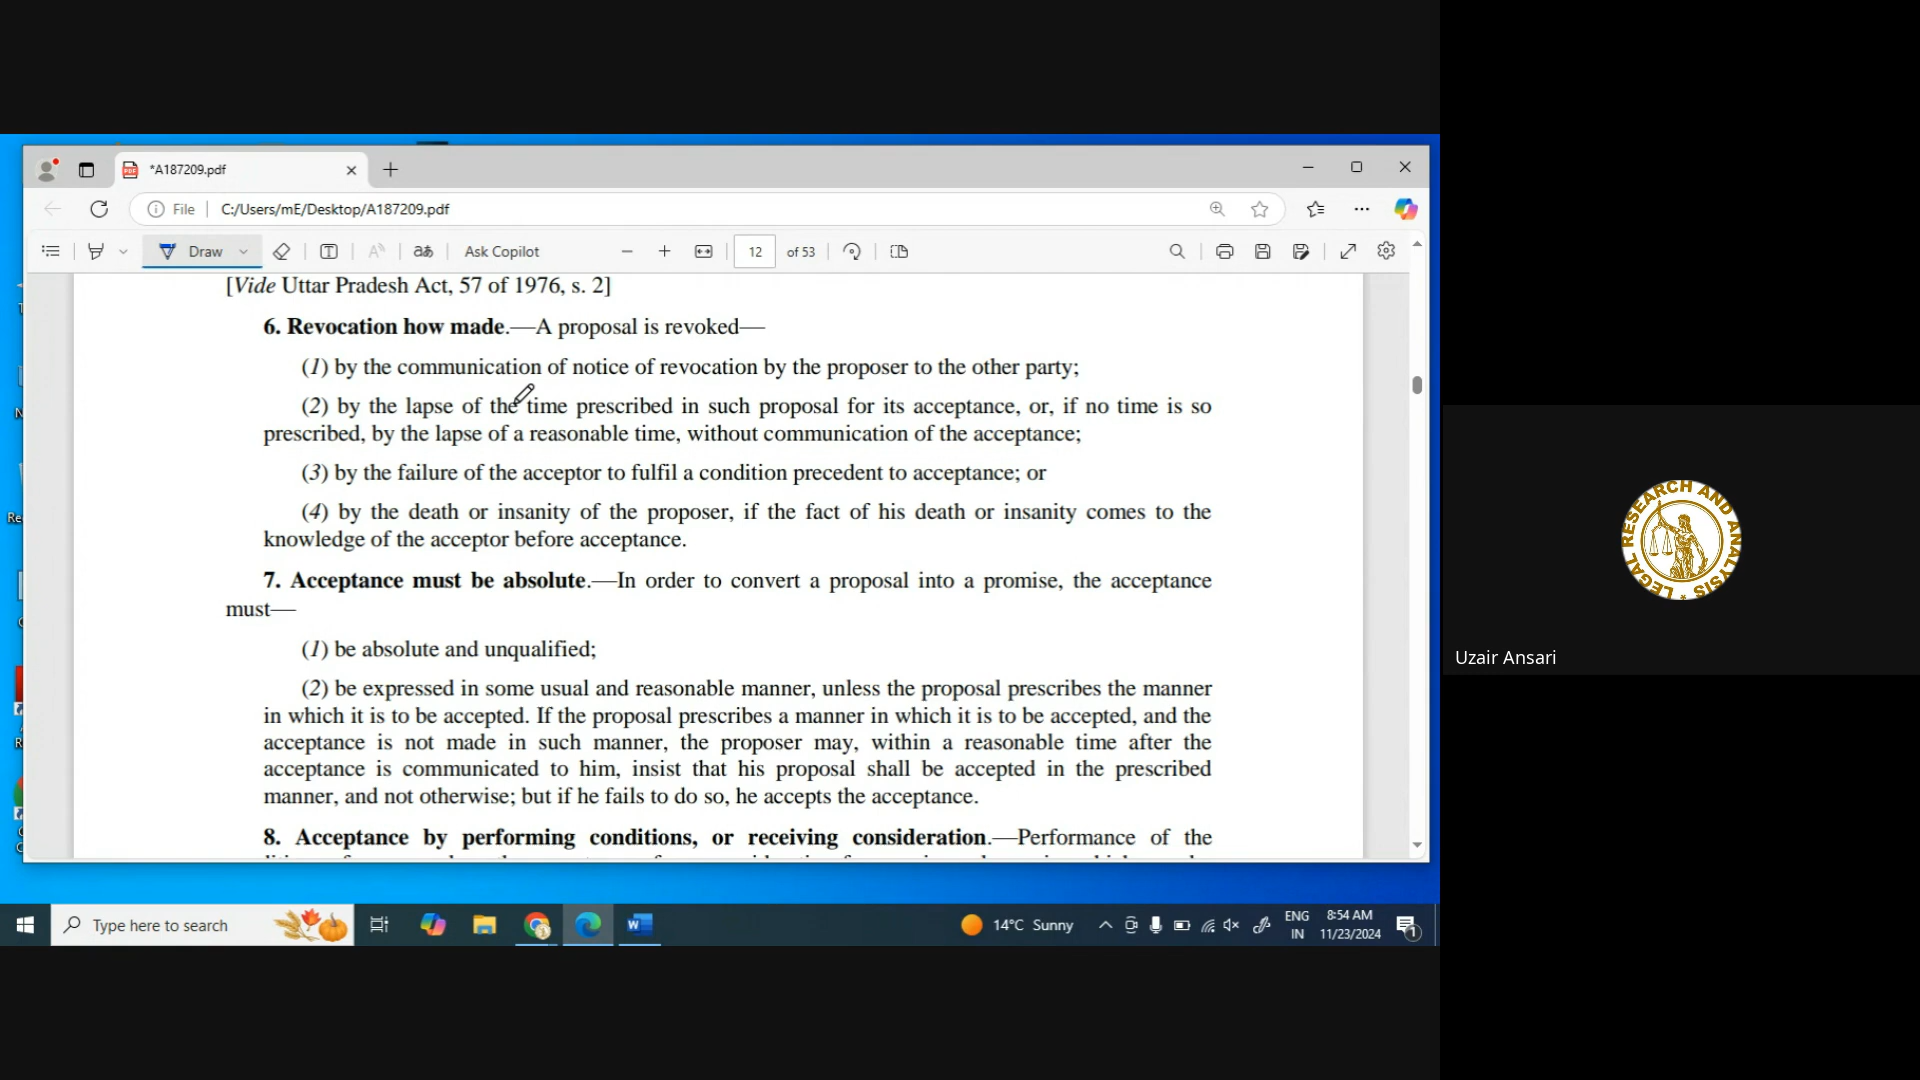 *A187209.pdf
File
C:/Users/mE/Desktop/A187209.pdf
Draw
Ask Copilot
12 of 53
[Vide Uttar Pradesh Act, 57 of 1976, s. 2]
6. Revocation how made.—A proposal is revoked—
(1) by the communication of notice of revocation by the proposer to the other party;
(2) by the lapse of the time prescribed in such proposal for its acceptance, or, if no time is so
prescribed, by the lapse of a reasonable time, without communication of the acceptance;
(3) by the failure of the acceptor to fulfil a condition precedent to acceptance; or
(4) by the death or insanity of the proposer, if the fact of his death or insanity comes to the
knowledge of the acceptor before acceptance.
7. Acceptance must be absolute.—In order to convert a proposal into a promise, the acceptance
must—
(1) be absolute and unqualified;
(2) be expressed in some usual and reasonable manner, unless the proposal prescribes the manner
in which it is to be accepted. If the proposal prescribes a manner in which it is to be accepted, and the
acceptance is not made in such manner, the proposer may, within a reasonable time after the
acceptance is communicated to him, insist that his proposal shall be accepted in the prescribed
manner, and not otherwise; but if he fails to do so, he accepts the acceptance.
8. Acceptance by performing conditions, or receiving consideration.—Performance of the
Type here to search
14°C Sunny
ENG
IN
8:54 AM
11/23/2024
1
LEGAL RESEARCH AND ANALYSIS
Uzair Ansari